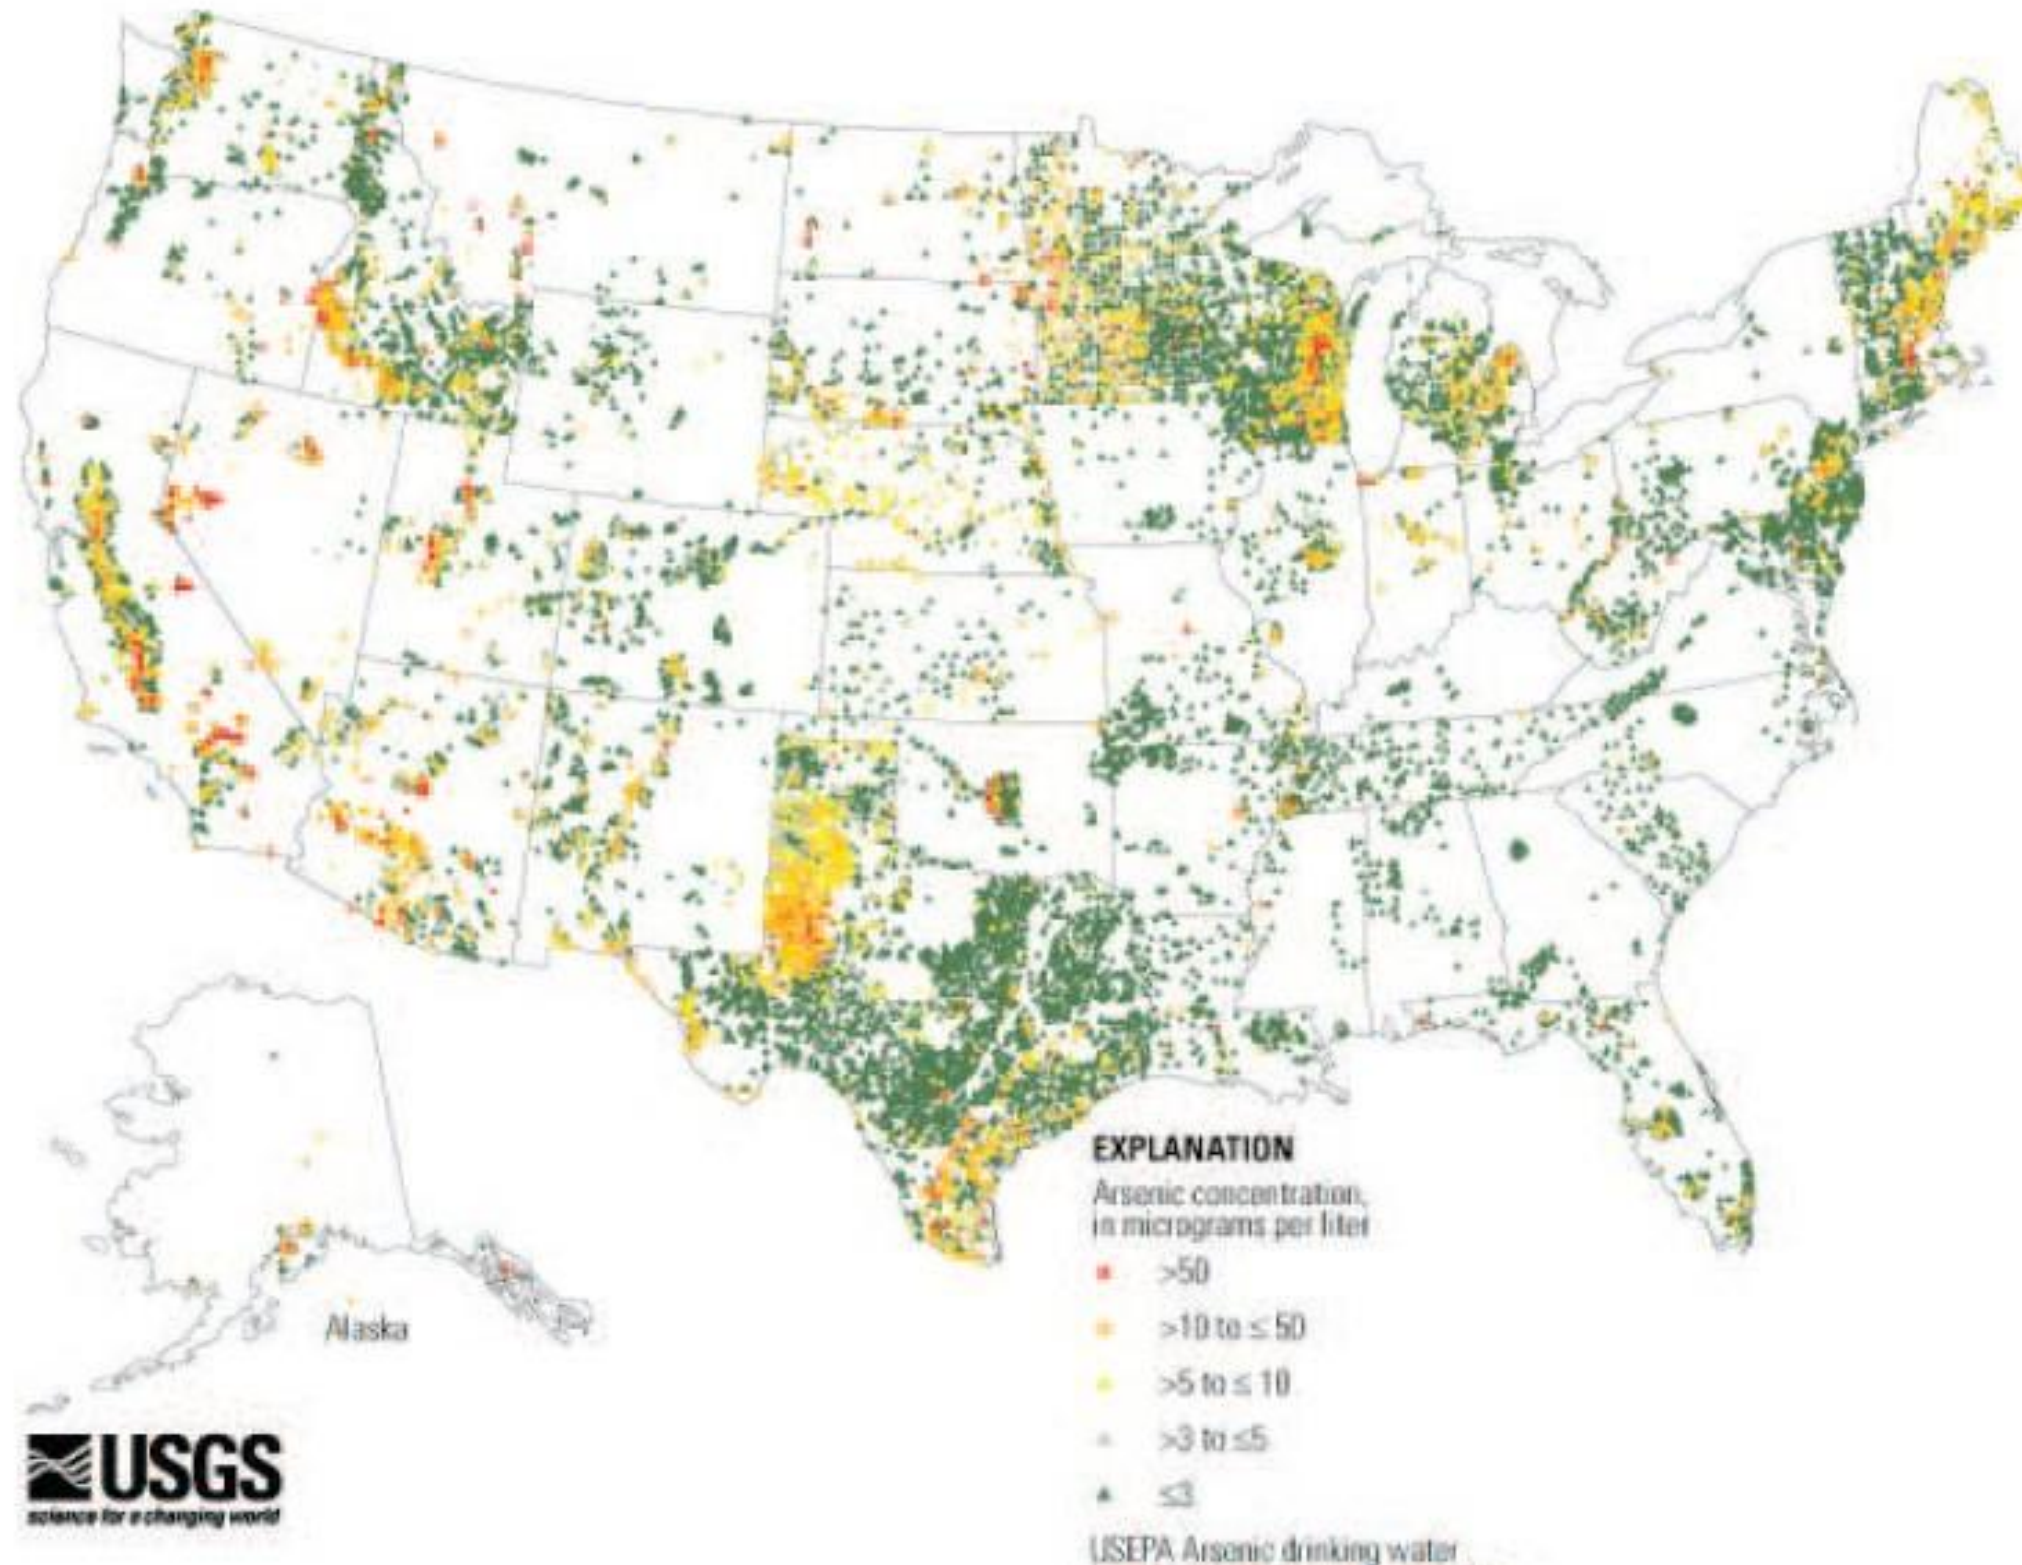 EXPLANATION
Arsenic concentration,
in micrograms per liter
>50
>10 to ≤ 50
>5 to ≤ 10
>3 to ≤5
≤3
USEPA Arsenic drinking water
Alaska
USGS
science for a changing world